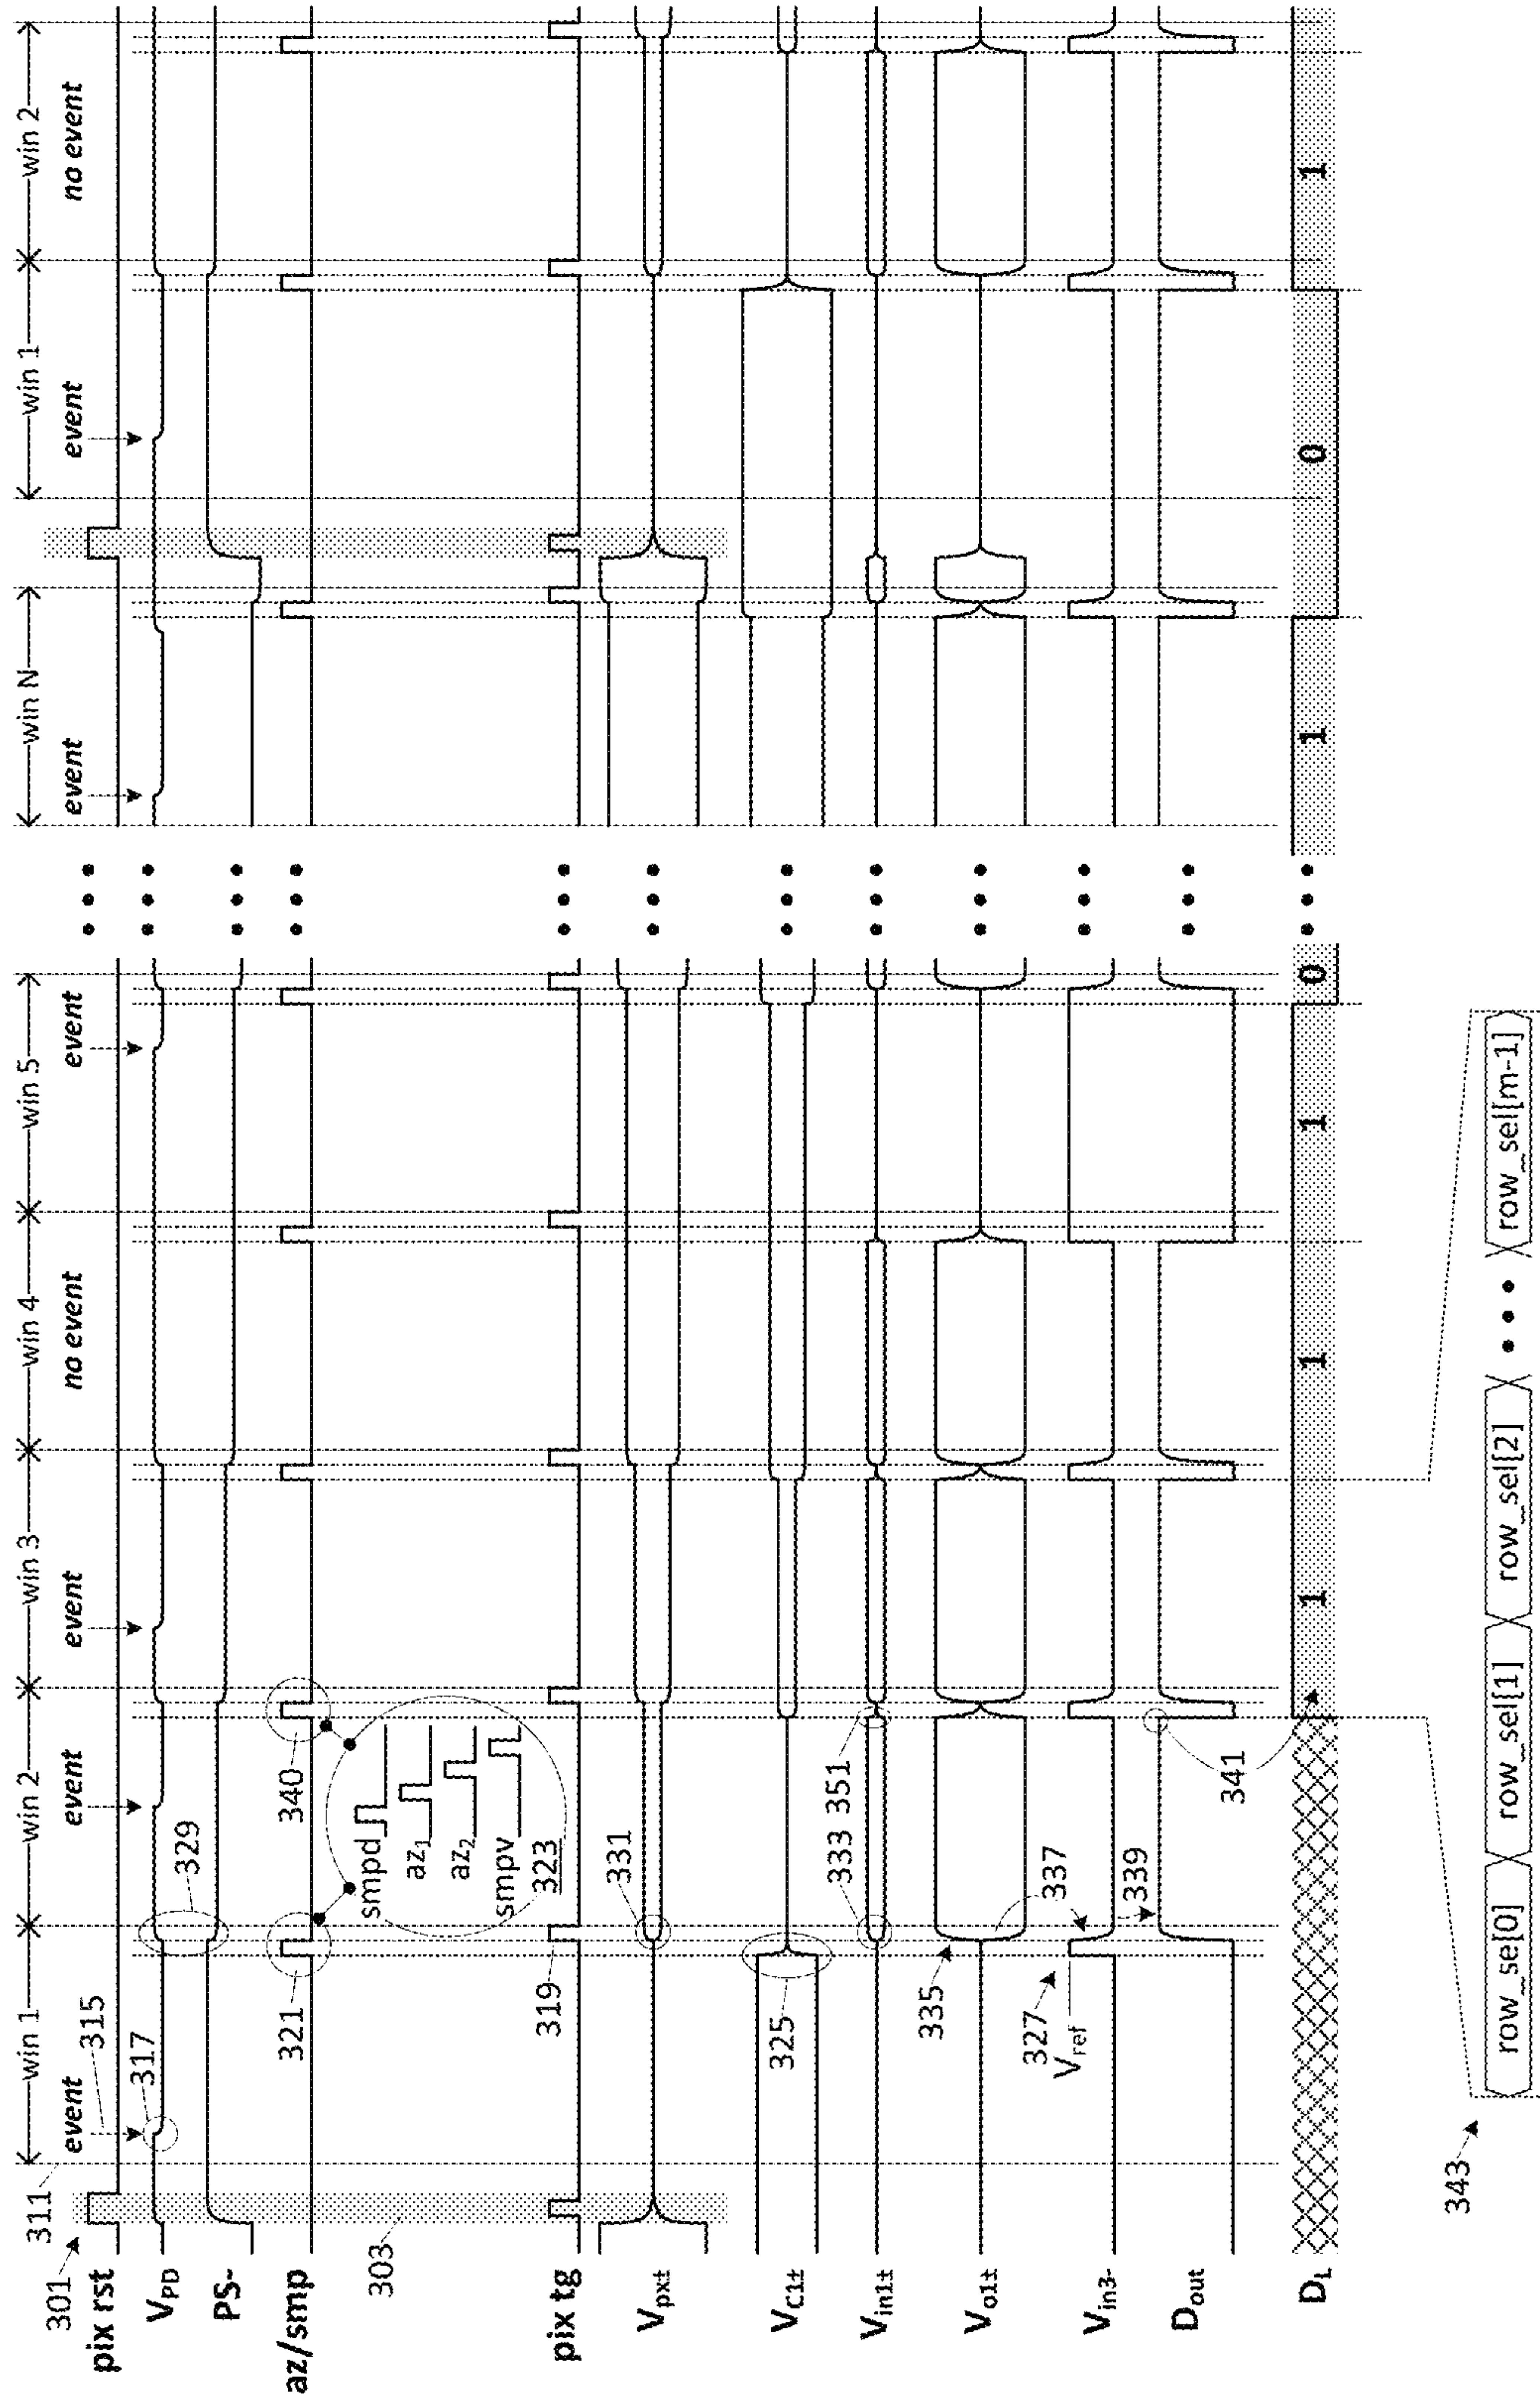 win 1 win 2 win 3 win 4 win 5 win N win 1 win 2
311 event 315 event event no event event event event no event
301
pix rst
317
V_PD
329
PS-
az/smp
321 340
303
smpd
az_1
az_2
smpv
323
pix tg
319
331
V_px±
V_C1±
325
V_in1±
333 351
V_o1±
335
337
327
V_ref
V_in3-
339
D_out
341
D_L 1 1 1 0 1 0 1
343
row_se[0] row_sel[1] row_sel[2] row_sel[m-1]